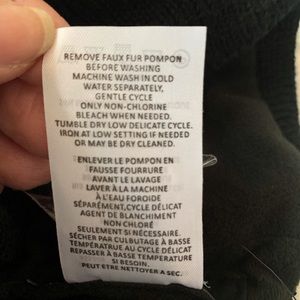 REMOVE FAUX FUR POMPON
BEFORE WASHING
MACHINE WASH IN COLD
WATER SEPARATELY,
GENTLE CYCLE
ONLY NON-CHLORINE
BLEACH WHEN NEEDED.
TUMBLE DRY LOW DELICATE CYCLE.
IRON AT LOW SETTING IF NEEDED
OR MAY BE DRY CLEANED.
ENLEVER LE POMPON EN
FAUSSE FOURRURE
AVANT LE LAVAGE
LAVER À LA MACHINE
À L'EAU FOROIDE
SÉPARÉMENT,CYCLE DÉLICAT
AGENT DE BLANCHIMENT
NON CHLORÉ
SEULEMENT SI NÉCESSAIRE.
SÉCHER PAR CULBUTAGE À BASSE
TEMPÉRATRUE AU CYCLE DÉLICAT
REPASSER À BASSE TEMPERATURE
SI BESOIN.
PEUT ÊTRE NETTOYER A SEC.